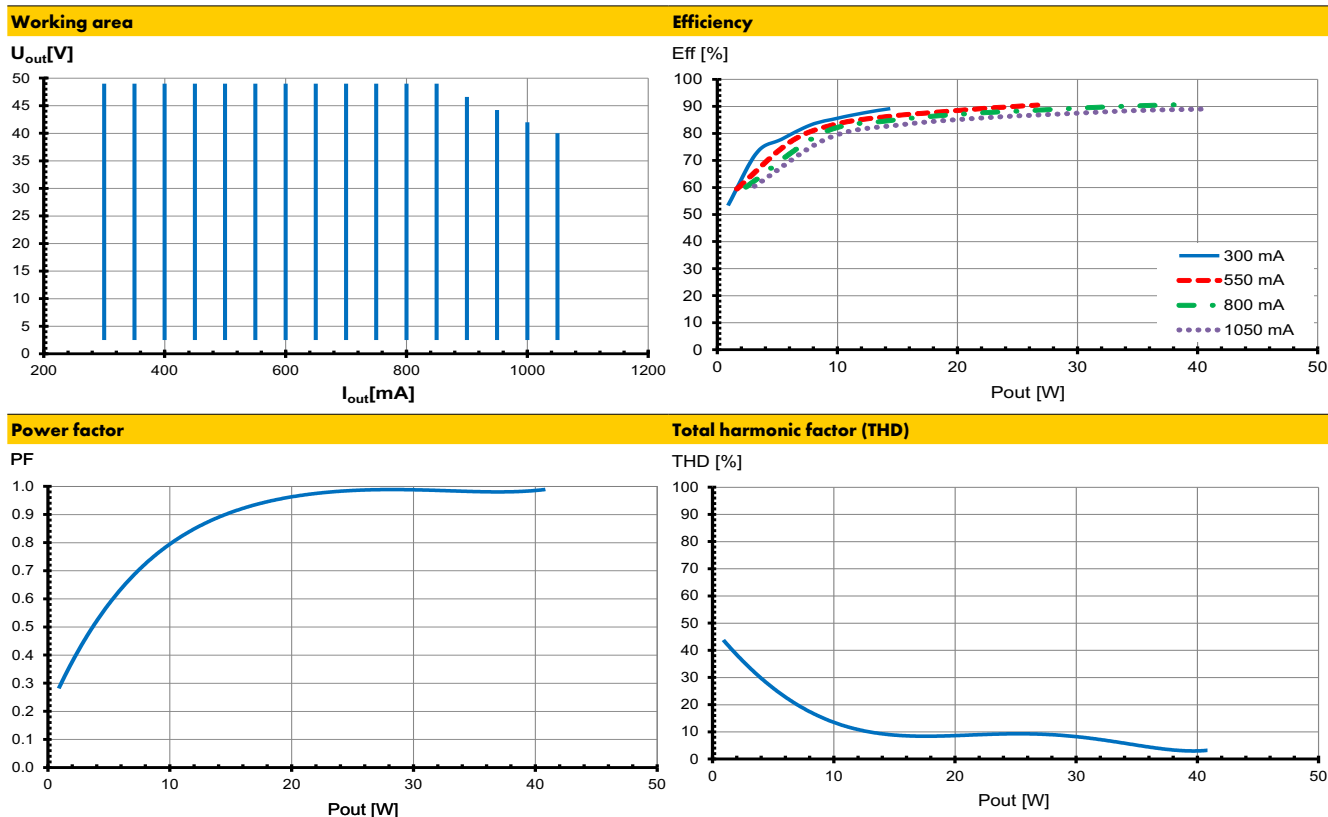 Working area
U_out[V]
50
45
40
35
30
25
20
15
10
5
0
200 400 600 800 1000 1200
I_out[mA]
Efficiency
Eff [%]
100
90
80
70
60
50
40
30
20
10
0
300 mA
550 mA
800 mA
1050 mA
0 10 20 30 40 50
Pout [W]
Power factor
PF
1.0
0.9
0.8
0.7
0.6
0.5
0.4
0.3
0.2
0.1
0.0
0 10 20 30 40 50
Pout [W]
Total harmonic factor (THD)
THD [%]
100
90
80
70
60
50
40
30
20
10
0
0 10 20 30 40 50
Pout [W]